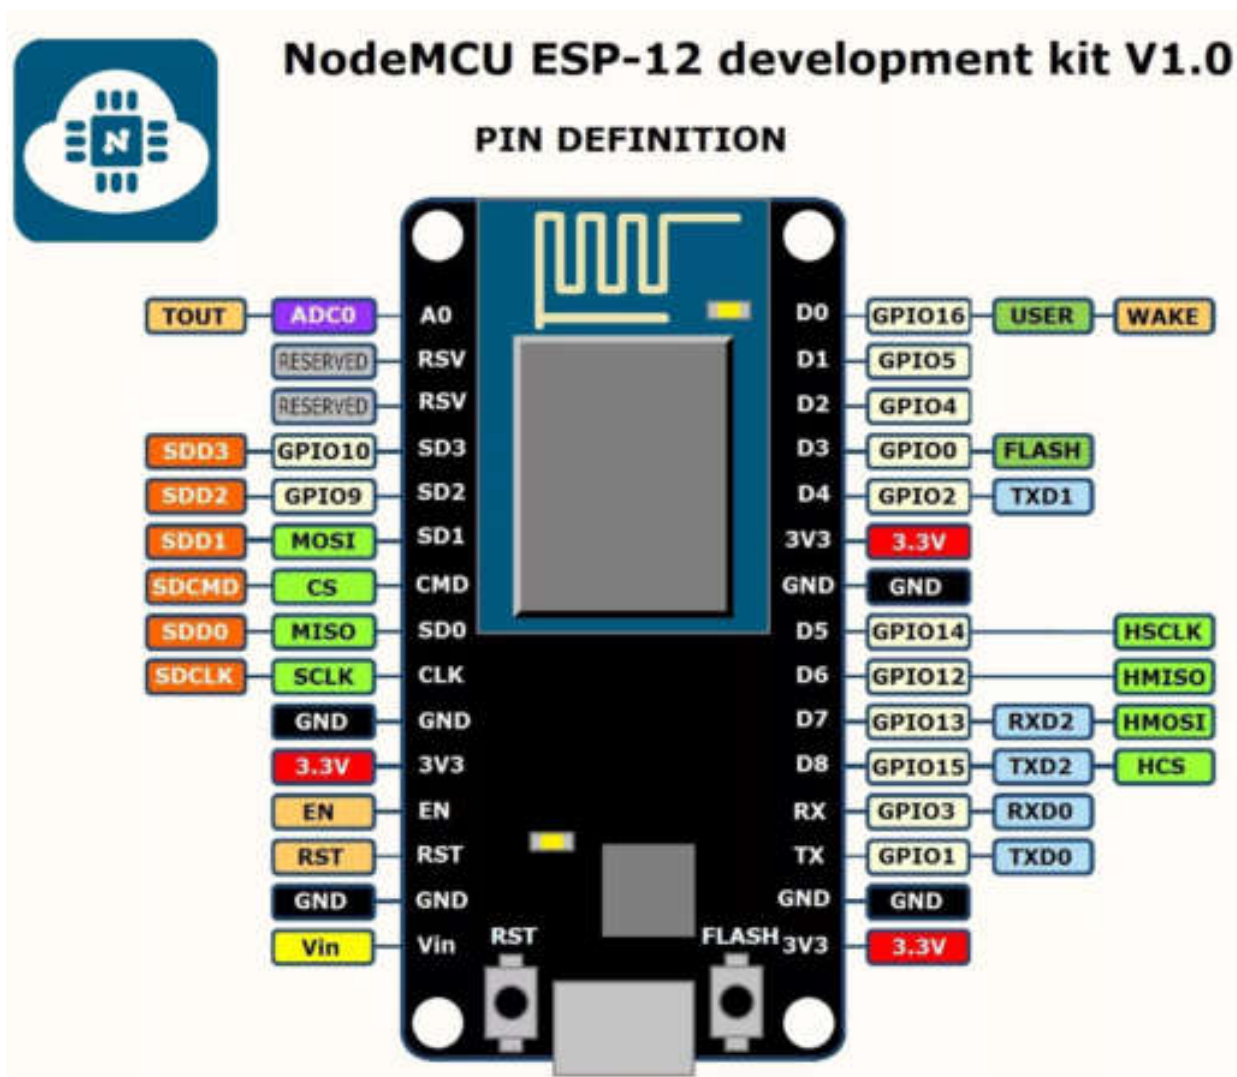 NodeMCU ESP-12 development kit V1.0
PIN DEFINITION
N
TOUT ADC0 A0 D0 GPIO16 USER WAKE
RESERVED RSV D1 GPIO5
RESERVED RSV D2 GPIO4
SDD3 GPIO10 SD3 D3 GPIO0 FLASH
SDD2 GPIO9 SD2 D4 GPIO2 TXD1
SDD1 MOSI SD1 3V3 3.3V
SDCMD CS CMD GND GND
SDD0 MISO SD0 D5 GPIO14 HSCLK
SDCLK SCLK CLK D6 GPIO12 HMISO
GND GND D7 GPIO13 RXD2 HMOSI
3.3V 3V3 D8 GPIO15 TXD2 HCS
EN EN RX GPIO3 RXD0
RST RST TX GPIO1 TXD0
GND GND GND GND
Vin Vin RST FLASH 3V3 3.3V